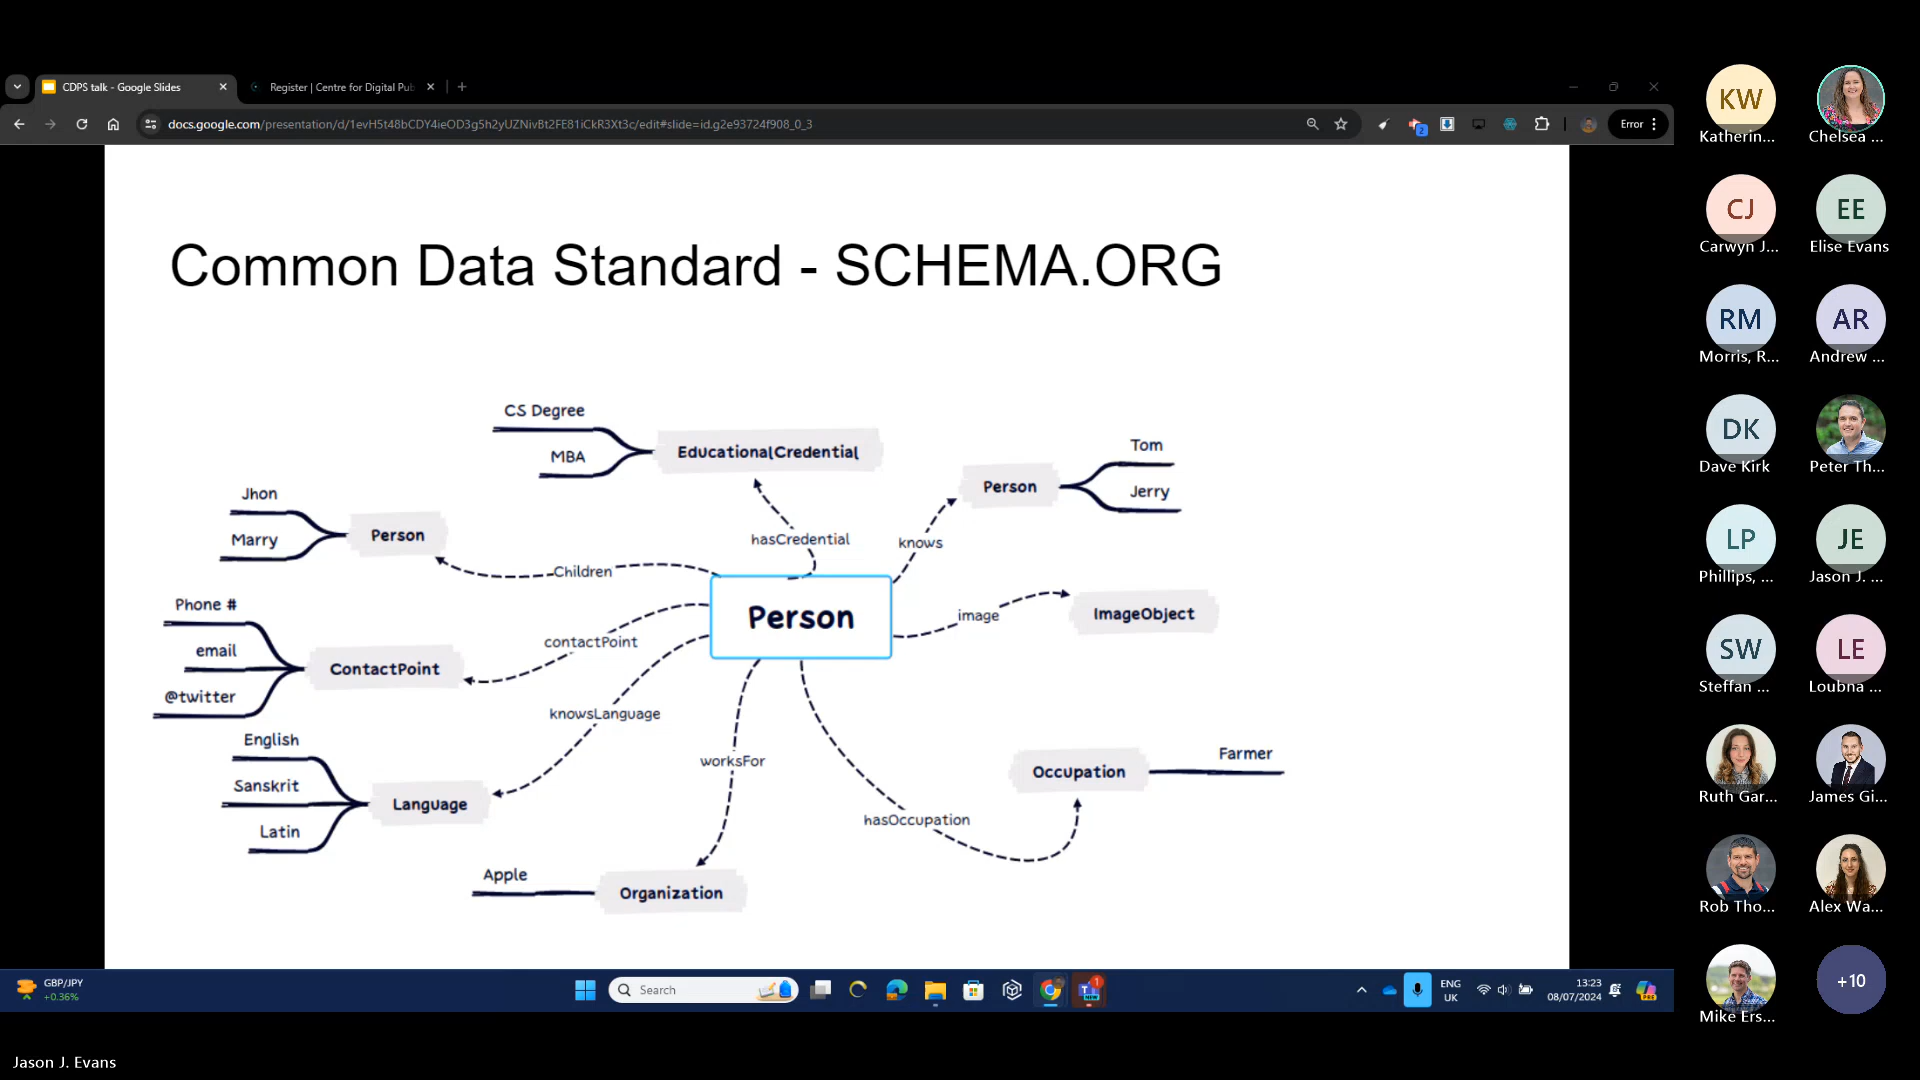 CDPS talk - Google Slides
Register | Centre for Digital Pub
docs.google.com/presentation/d/1evH5t48bCDY4ieOD3g5h2yUZNivBt2FE81iCkR3Xt3c/edit#slide=id.g2e93724f908_0_3
2
Error
Common Data Standard - SCHEMA.ORG
CS Degree
MBA
EducationalCredential
Tom
Jerry
Person
Jhon
Marry
Person
hasCredential
knows
Children
Person
image
ImageObject
Phone #
email
@twitter
ContactPoint
contactPoint
knowsLanguage
English
Sanskrit
Latin
Language
worksFor
Occupation
Farmer
hasOccupation
Apple
Organization
GBP/JPY
+0.36%
Search
1
ENG
UK
13:23
08/07/2024
KW
Katherin...
Chelsea ...
CJ
Carwyn J...
EE
Elise Evans
RM
Morris, R...
AR
Andrew ...
DK
Dave Kirk
Peter Th...
LP
Phillips, ...
JE
Jason J. ...
SW
Steffan ...
LE
Loubna ...
Ruth Gar...
James Gi...
Rob Tho...
Alex Wa...
Mike Ers...
+10
Jason J. Evans